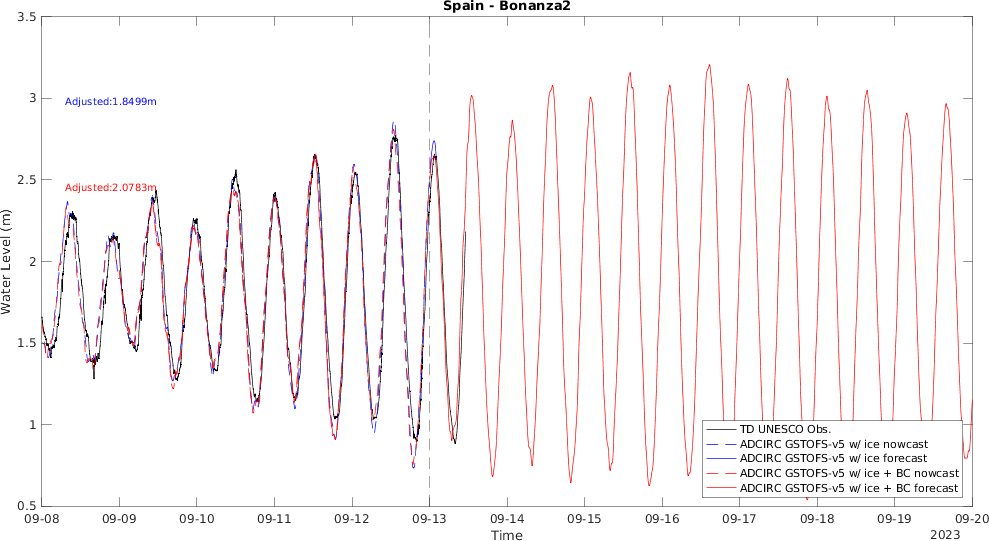 Spain - Bonanza2
3.5
3
2.5
2
1.5
1
0.5
Water Level (m)
Adjusted:1.8499m
Adjusted:2.0783m
TD UNESCO Obs.
ADCIRC GSTOFS-v5 w/ ice nowcast
ADCIRC GSTOFS-v5 w/ ice forecast
ADCIRC GSTOFS-v5 w/ ice + BC nowcast
ADCIRC GSTOFS-v5 w/ ice + BC forecast
09-08 09-09 09-10 09-11 09-12 09-13 09-14 09-15 09-16 09-17 09-18 09-19 09-20
Time
2023